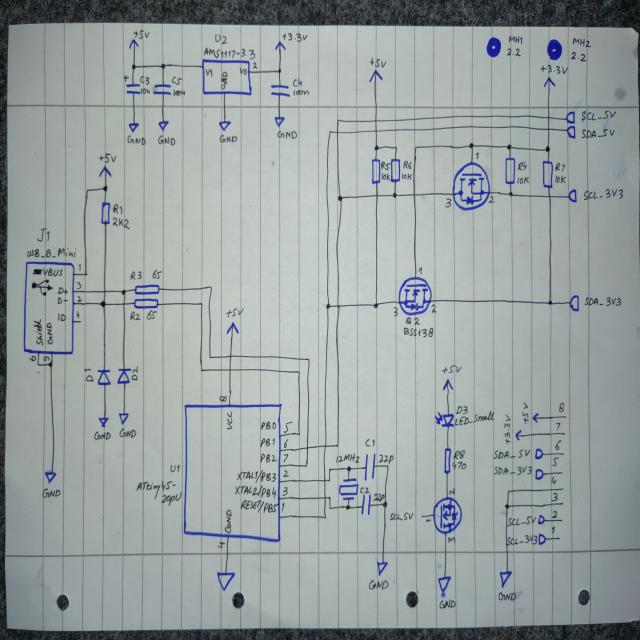 +5V
U2
AMS1117-3.3
+3.3V
V1
VO
2
GND
C3
10n
C5
100n
C4
100n
GND
GND
GND
GND
MH1
2.2
MH2
2.2
+5V
+3.3V
SCL_5V
SDA_5V
R5
10K
R6
10K
1
3
2
R4
10K
R7
10K
SCL_3V3
+5V
R1
2K2
J1
USB_B_Mini
VBUS
1
D+
3
D-
2
ID
4
Shield
GND
6
5
R3 65
R2 65
D1
D2
GND
GND
GND
+5V
1
3
2
Q2
BSS138
SDA_3V3
8
VCC
U1
ATtiny45-20pU
PB0
5
PB1
6
PB2
7
XTAL1/PB3
2
XTAL2/PB4
3
RESET/PB5
1
GND
4
12MHz
C1
22p
C2
22p
GND
+5V
D3
LED_Small
R8
470
SCL_5V
1
2
3
GND
+5V
8
+3.3V
7
SDA_5V
6
SDA_3V3
5
4
3
SCL_5V
2
SCL_3V3
1
GND